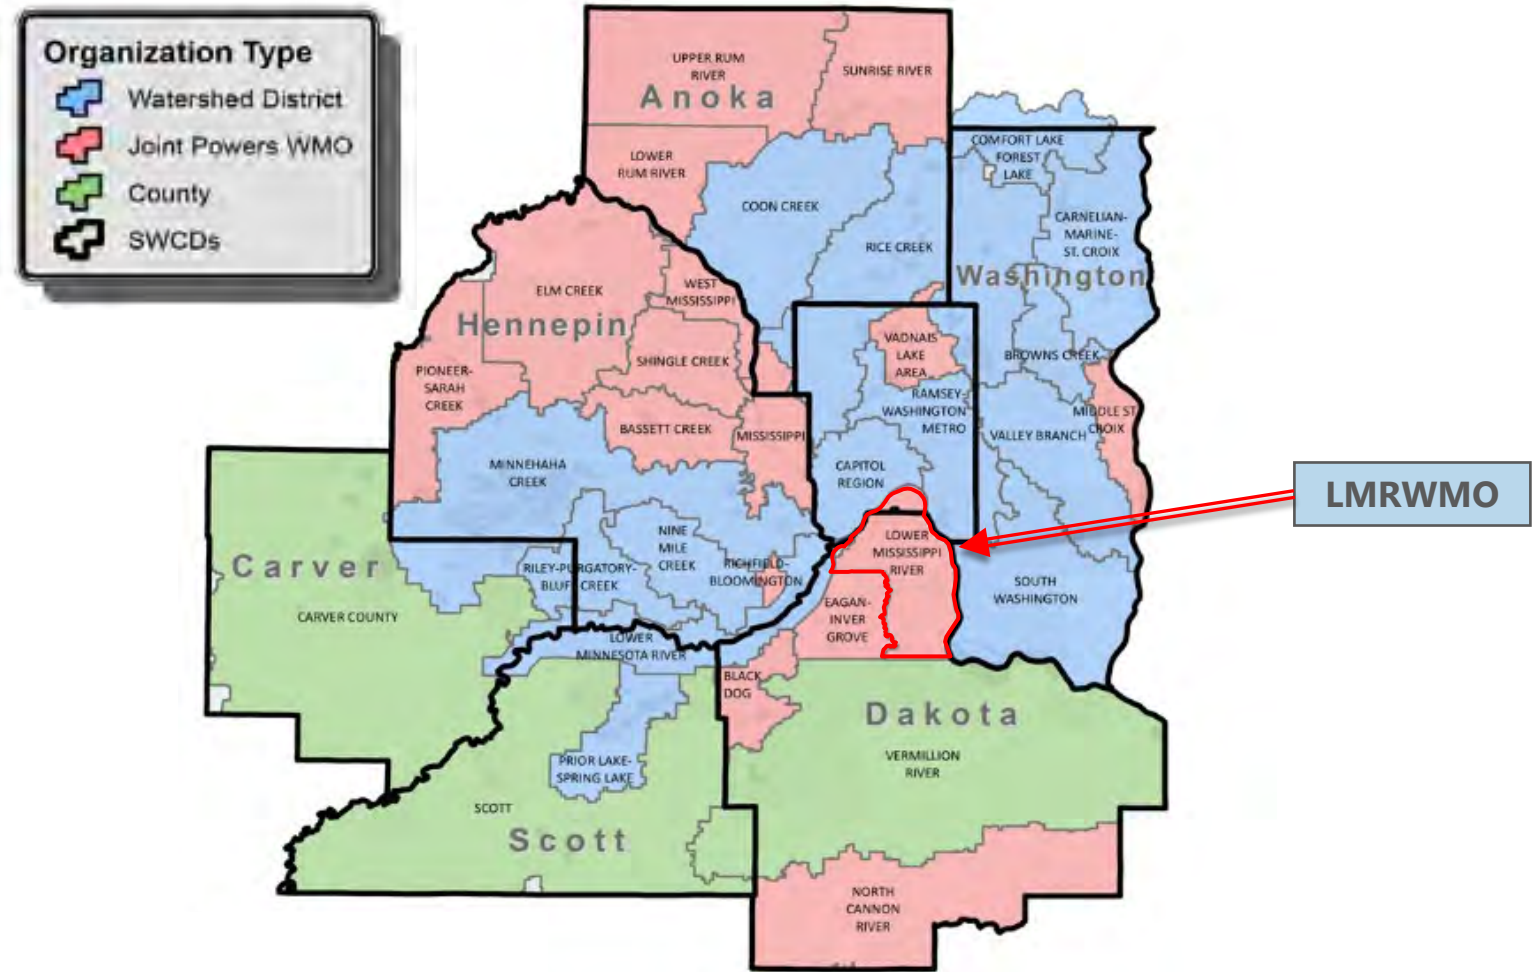 Organization Type
Watershed District
Joint Powers WMO
County
SWCDs
UPPER RUM
RIVER
SUNRISE RIVER
Anoka
LOWER
RUM RIVER
COON CREEK
RICE CREEK
COMFORT LAKE
FOREST
LAKE
CARNELIAN-
MARINE-
ST. CROIX
Washington
ELM CREEK
WEST
MISSISSIPPI
Hennepin
SHINGLE CREEK
PIONEER-
SARAH
CREEK
VADNAIS
LAKE
AREA
BROWNS CREEK
RAMSEY-
WASHINGTON
METRO
MIDDLE ST.
CROIX
BASSETT CREEK
MISSISSIPPI
VALLEY BRANCH
MINNEHAHA
CREEK
CAPITOL
REGION
LMRWMO
NINE
MILE
CREEK
LOWER
MISSISSIPPI
RIVER
Carver
RILEY-PURGATORY-
BLUFF CREEK
RICHFIELD-
BLOOMINGTON
SOUTH
WASHINGTON
CARVER COUNTY
EAGAN-
INVER
GROVE
LOWER
MINNESOTA RIVER
BLACK
DOG
Dakota
VERMILLION
RIVER
PRIOR LAKE-
SPRING LAKE
SCOTT
Scott
NORTH
CANNON
RIVER